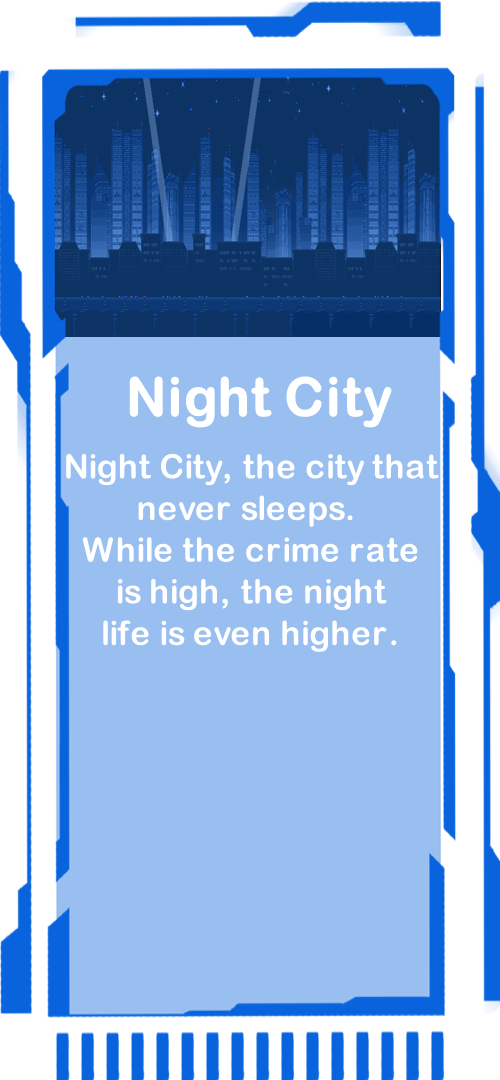 Night City
Night City, the city that
never sleeps.
While the crime rate
is high, the night
life is even higher.